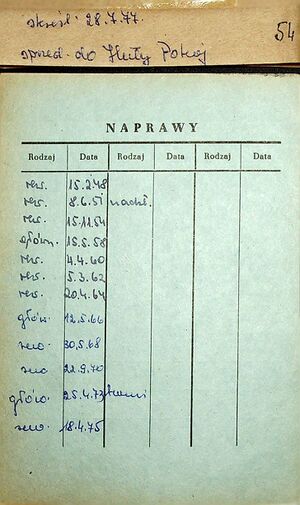 skreśl. 28.7.77.
sprzed. do Huty Pokój
54
NAPRAWY
Rodzaj Data Rodzaj Data Rodzaj Data
rew. 15.2.48
rew. 8.6.51 nadzl.
rew. 15.11.54
główn. 15.5.58
rew. 4.4.60
rew. 5.3.62
rew. 20.4.64
główn. 12.5.66
rew. 30.5.68
rew. 22.9.70
główn. 25.4.73
rew. 18.4.75